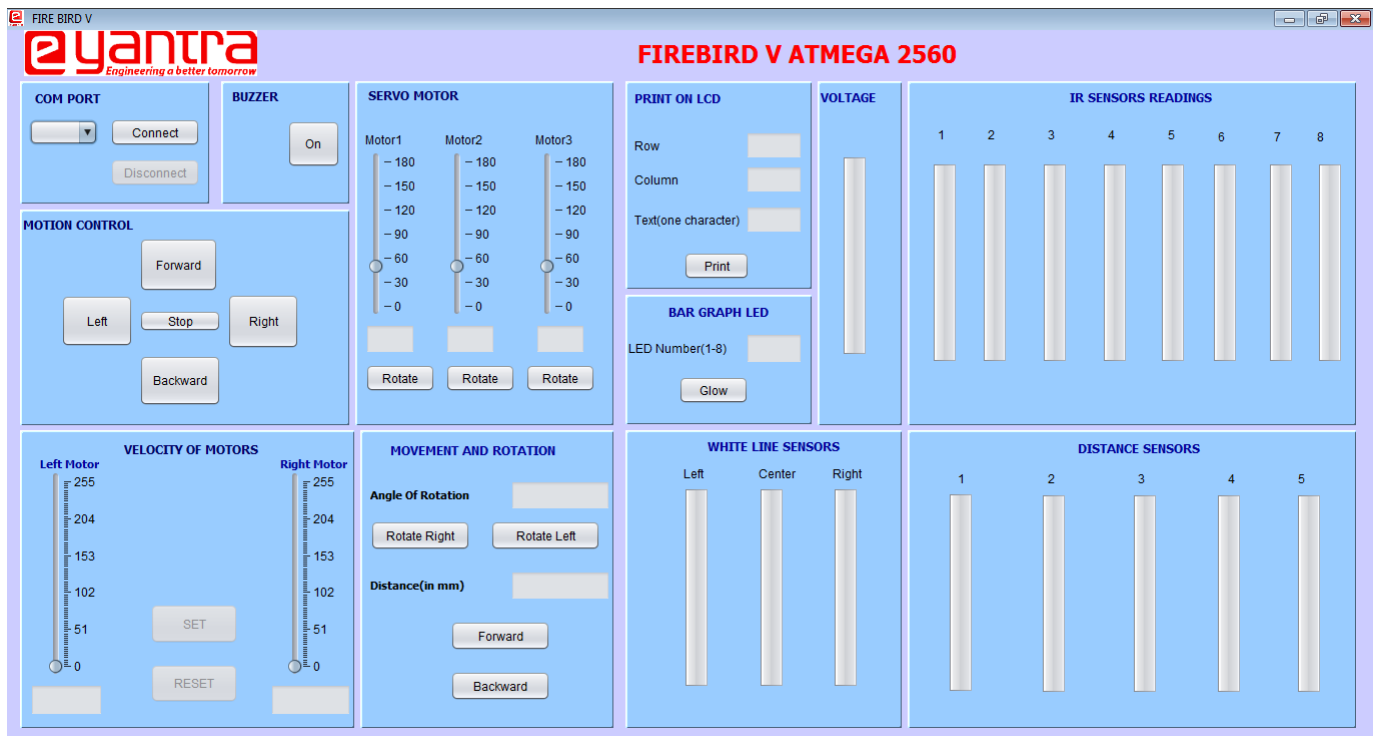 FIRE BIRD V
e yantra
Engineering a better tomorrow
FIREBIRD V ATMEGA 2560
COM PORT
Connect
Disconnect
BUZZER
On
MOTION CONTROL
Forward
Left
Stop
Right
Backward
SERVO MOTOR
Motor1 Motor2 Motor3
180 180 180
150 150 150
120 120 120
90 90 90
60 60 60
30 30 30
0 0 0
Rotate Rotate Rotate
PRINT ON LCD
Row
Column
Text(one character)
Print
BAR GRAPH LED
LED Number(1-8)
Glow
VOLTAGE
IR SENSORS READINGS
1 2 3 4 5 6 7 8
VELOCITY OF MOTORS
Left Motor Right Motor
255 255
204 204
153 153
102 102
51 51
0 0
SET
RESET
MOVEMENT AND ROTATION
Angle Of Rotation
Rotate Right Rotate Left
Distance(in mm)
Forward
Backward
WHITE LINE SENSORS
Left Center Right
DISTANCE SENSORS
1 2 3 4 5